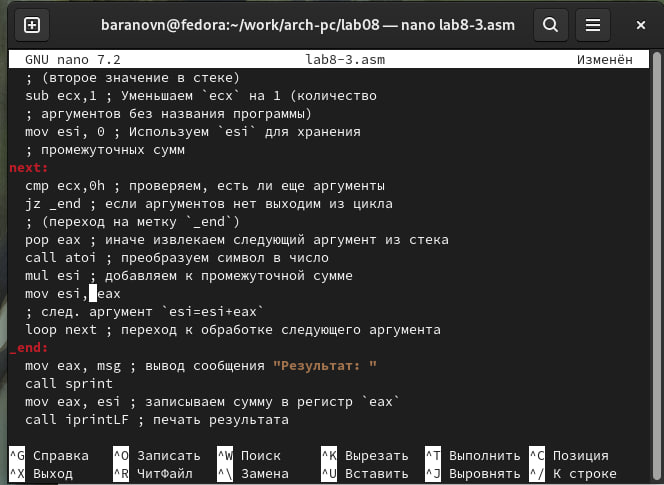 baranovn@fedora:~/work/arch-pc/lab08 — nano lab8-3.asm
GNU nano 7.2 lab8-3.asm Изменён
; (второе значение в стеке)
sub ecx,1 ; Уменьшаем `ecx` на 1 (количество
; аргументов без названия программы)
mov esi, 0 ; Используем `esi` для хранения
; промежуточных сумм
next:
cmp ecx,0h ; проверяем, есть ли еще аргументы
jz _end ; если аргументов нет выходим из цикла
; (переход на метку `_end`)
pop eax ; иначе извлекаем следующий аргумент из стека
call atoi ; преобразуем символ в число
mul esi ; добавляем к промежуточной сумме
mov esi, eax
; след. аргумент `esi=esi+eax`
loop next ; переход к обработке следующего аргумента
_end:
mov eax, msg ; вывод сообщения "Результат: "
call sprint
mov eax, esi ; записываем сумму в регистр `eax`
call iprintLF ; печать результата
^G Справка ^O Записать ^W Поиск ^K Вырезать ^T Выполнить ^C Позиция
^X Выход ^R ЧитФайл ^\ Замена ^U Вставить ^J Выровнять ^/ К строке